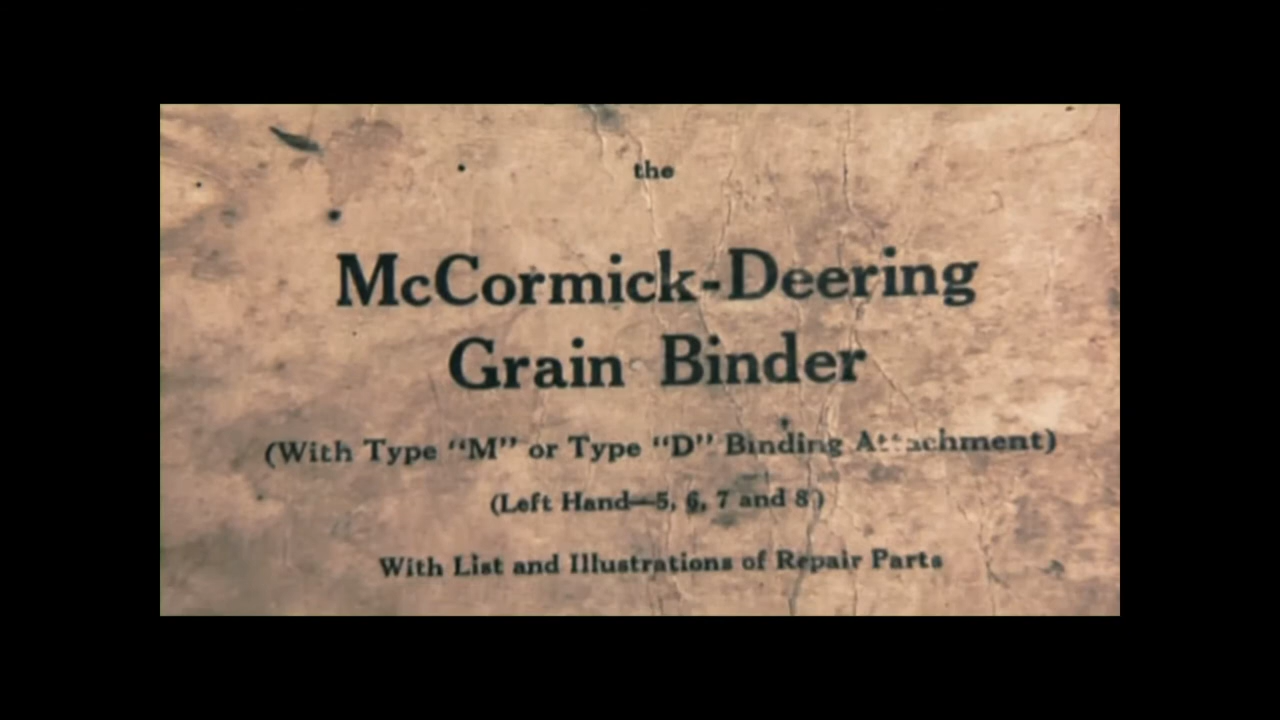 the
McCormick-Deering
Grain Binder
(With Type “M” or Type “D” Binding Attachment)
(Left Hand—5, 6, 7 and 8)
With List and Illustrations of Repair Parts